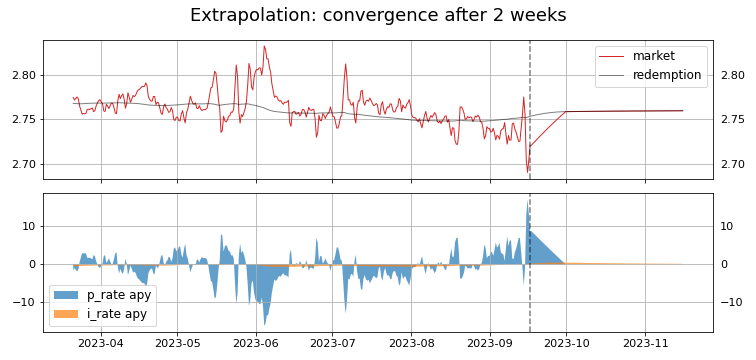 Extrapolation: convergence after 2 weeks
2.80
2.75
2.70
market
redemption
2.80
2.75
2.70
10
0
−10
p_rate apy
i_rate apy
10
0
−10
2023-04 2023-05 2023-06 2023-07 2023-08 2023-09 2023-10 2023-11